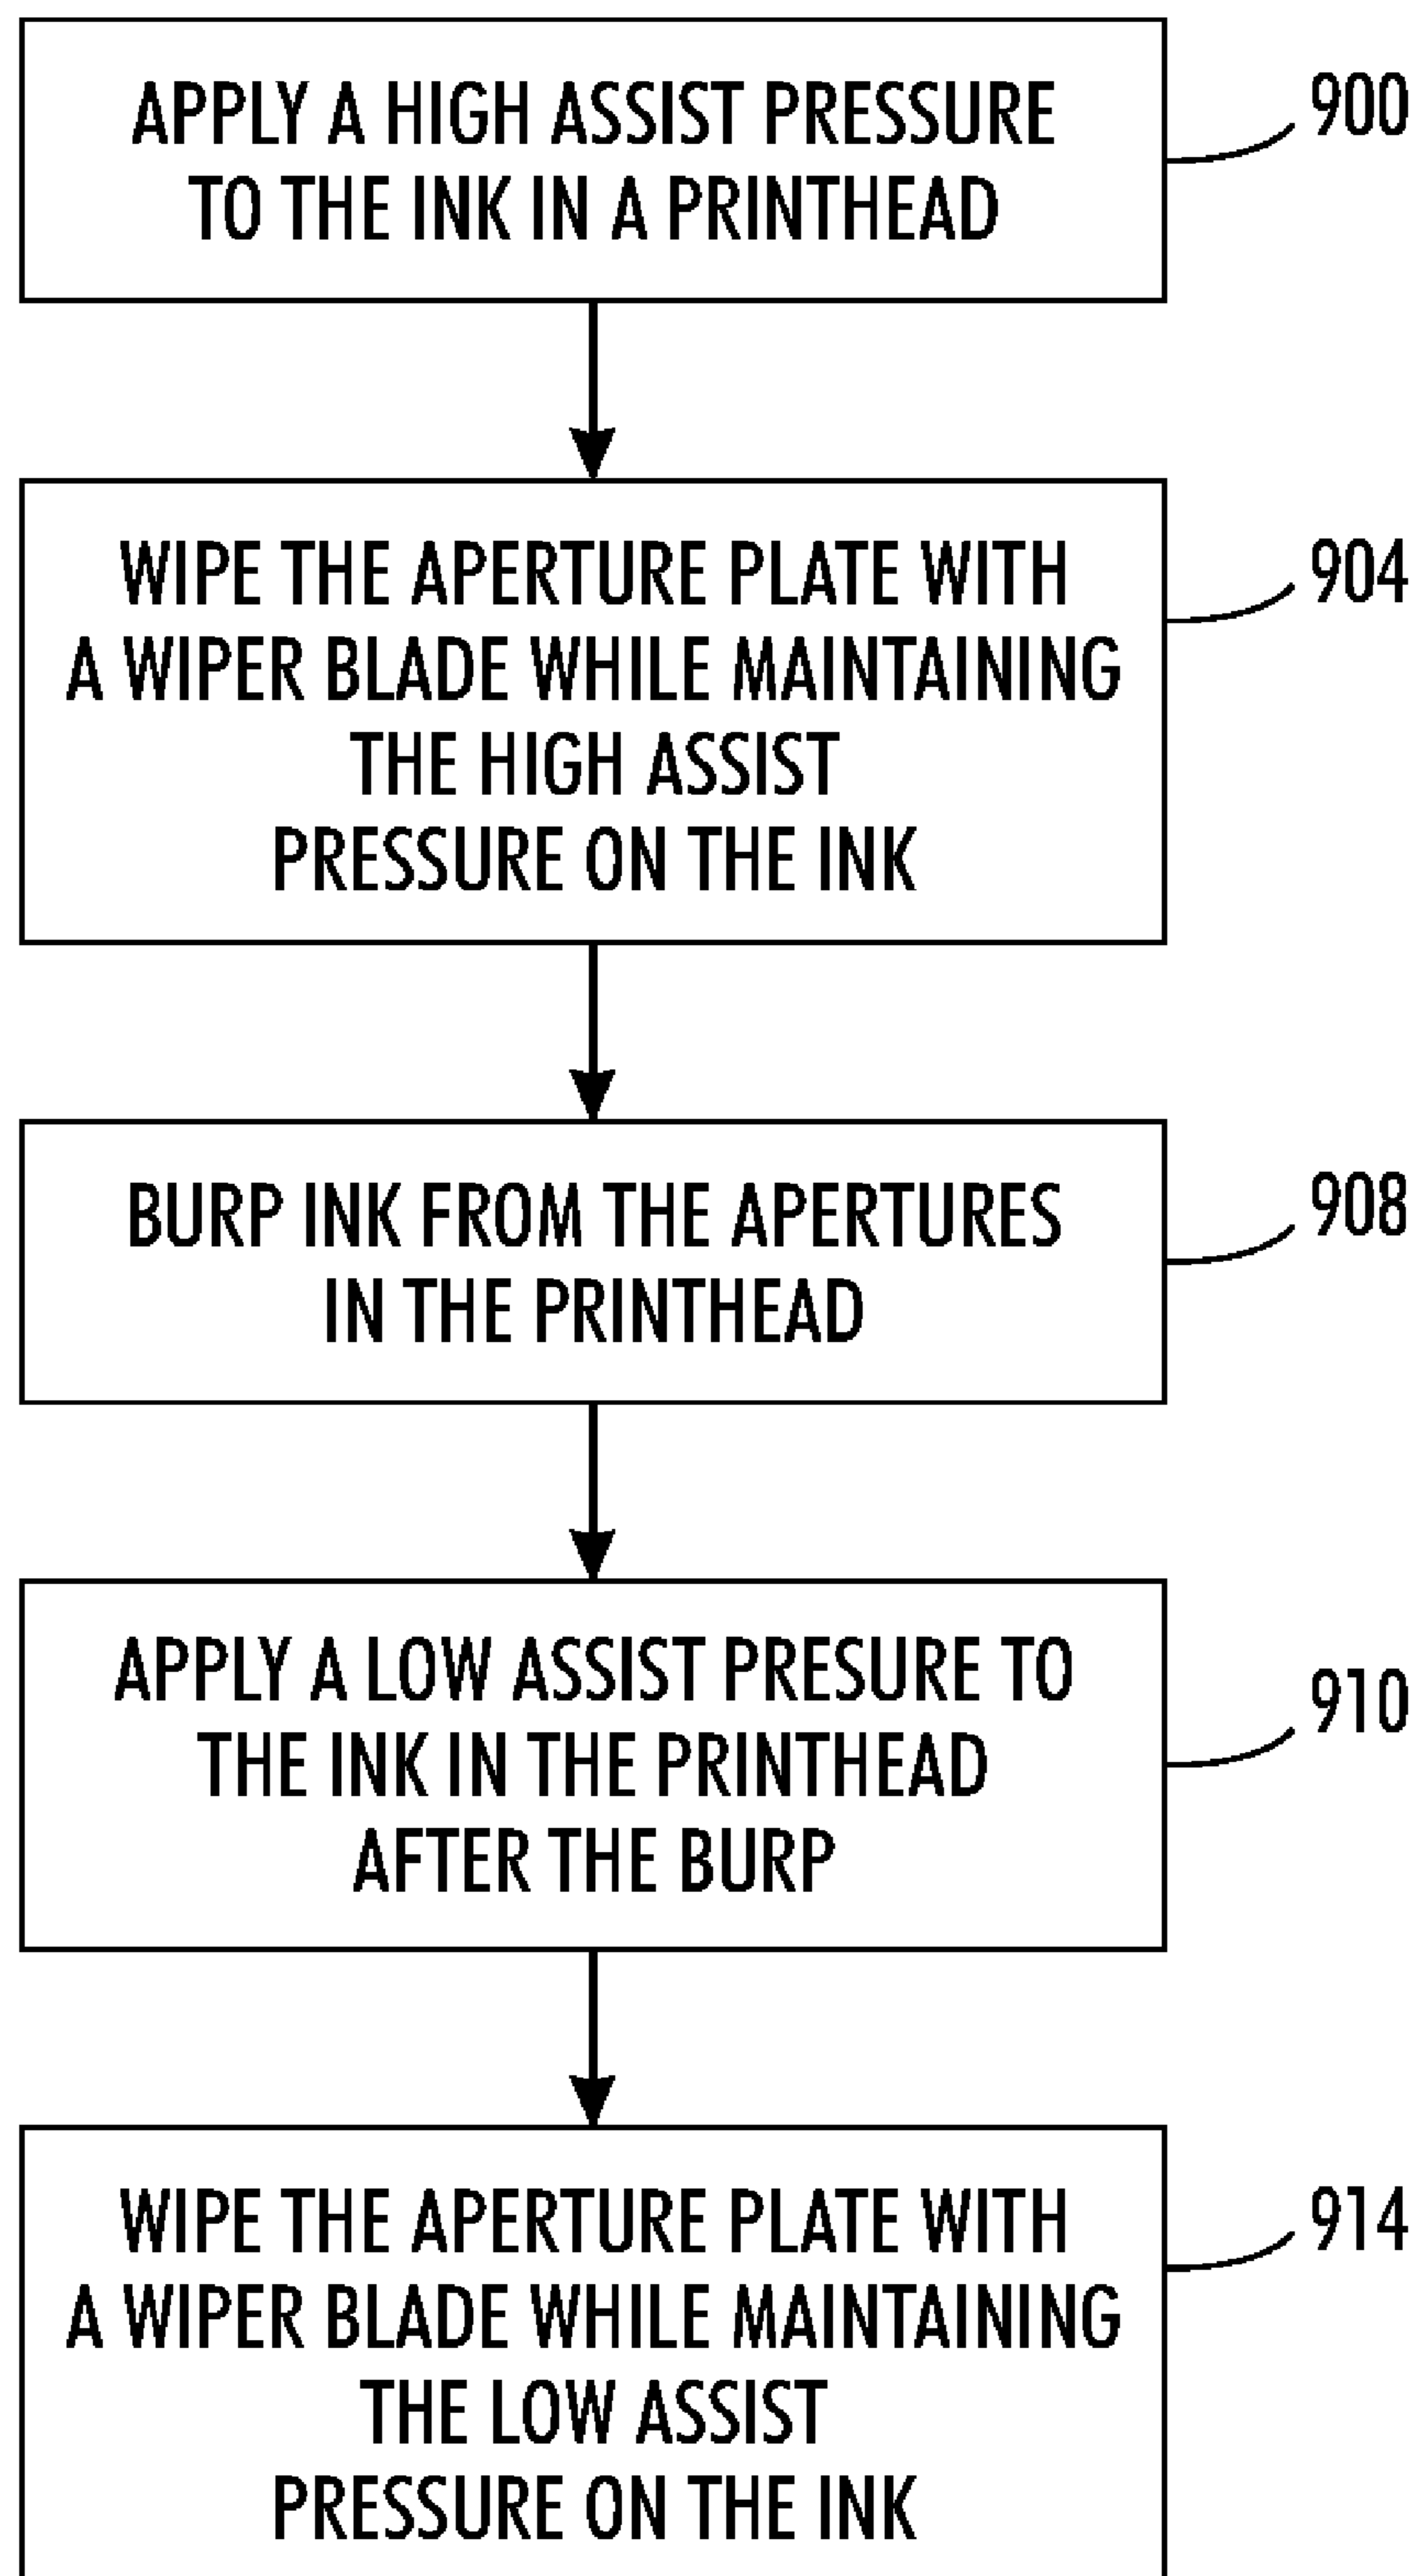 APPLY A HIGH ASSIST PRESSURE
TO THE INK IN A PRINTHEAD
900
WIPE THE APERTURE PLATE WITH
A WIPER BLADE WHILE MAINTAINING
THE HIGH ASSIST
PRESSURE ON THE INK
904
BURP INK FROM THE APERTURES
IN THE PRINTHEAD
908
APPLY A LOW ASSIST PRESURE TO
THE INK IN THE PRINTHEAD
AFTER THE BURP
910
WIPE THE APERTURE PLATE WITH
A WIPER BLADE WHILE MAINTAINING
THE LOW ASSIST
PRESSURE ON THE INK
914